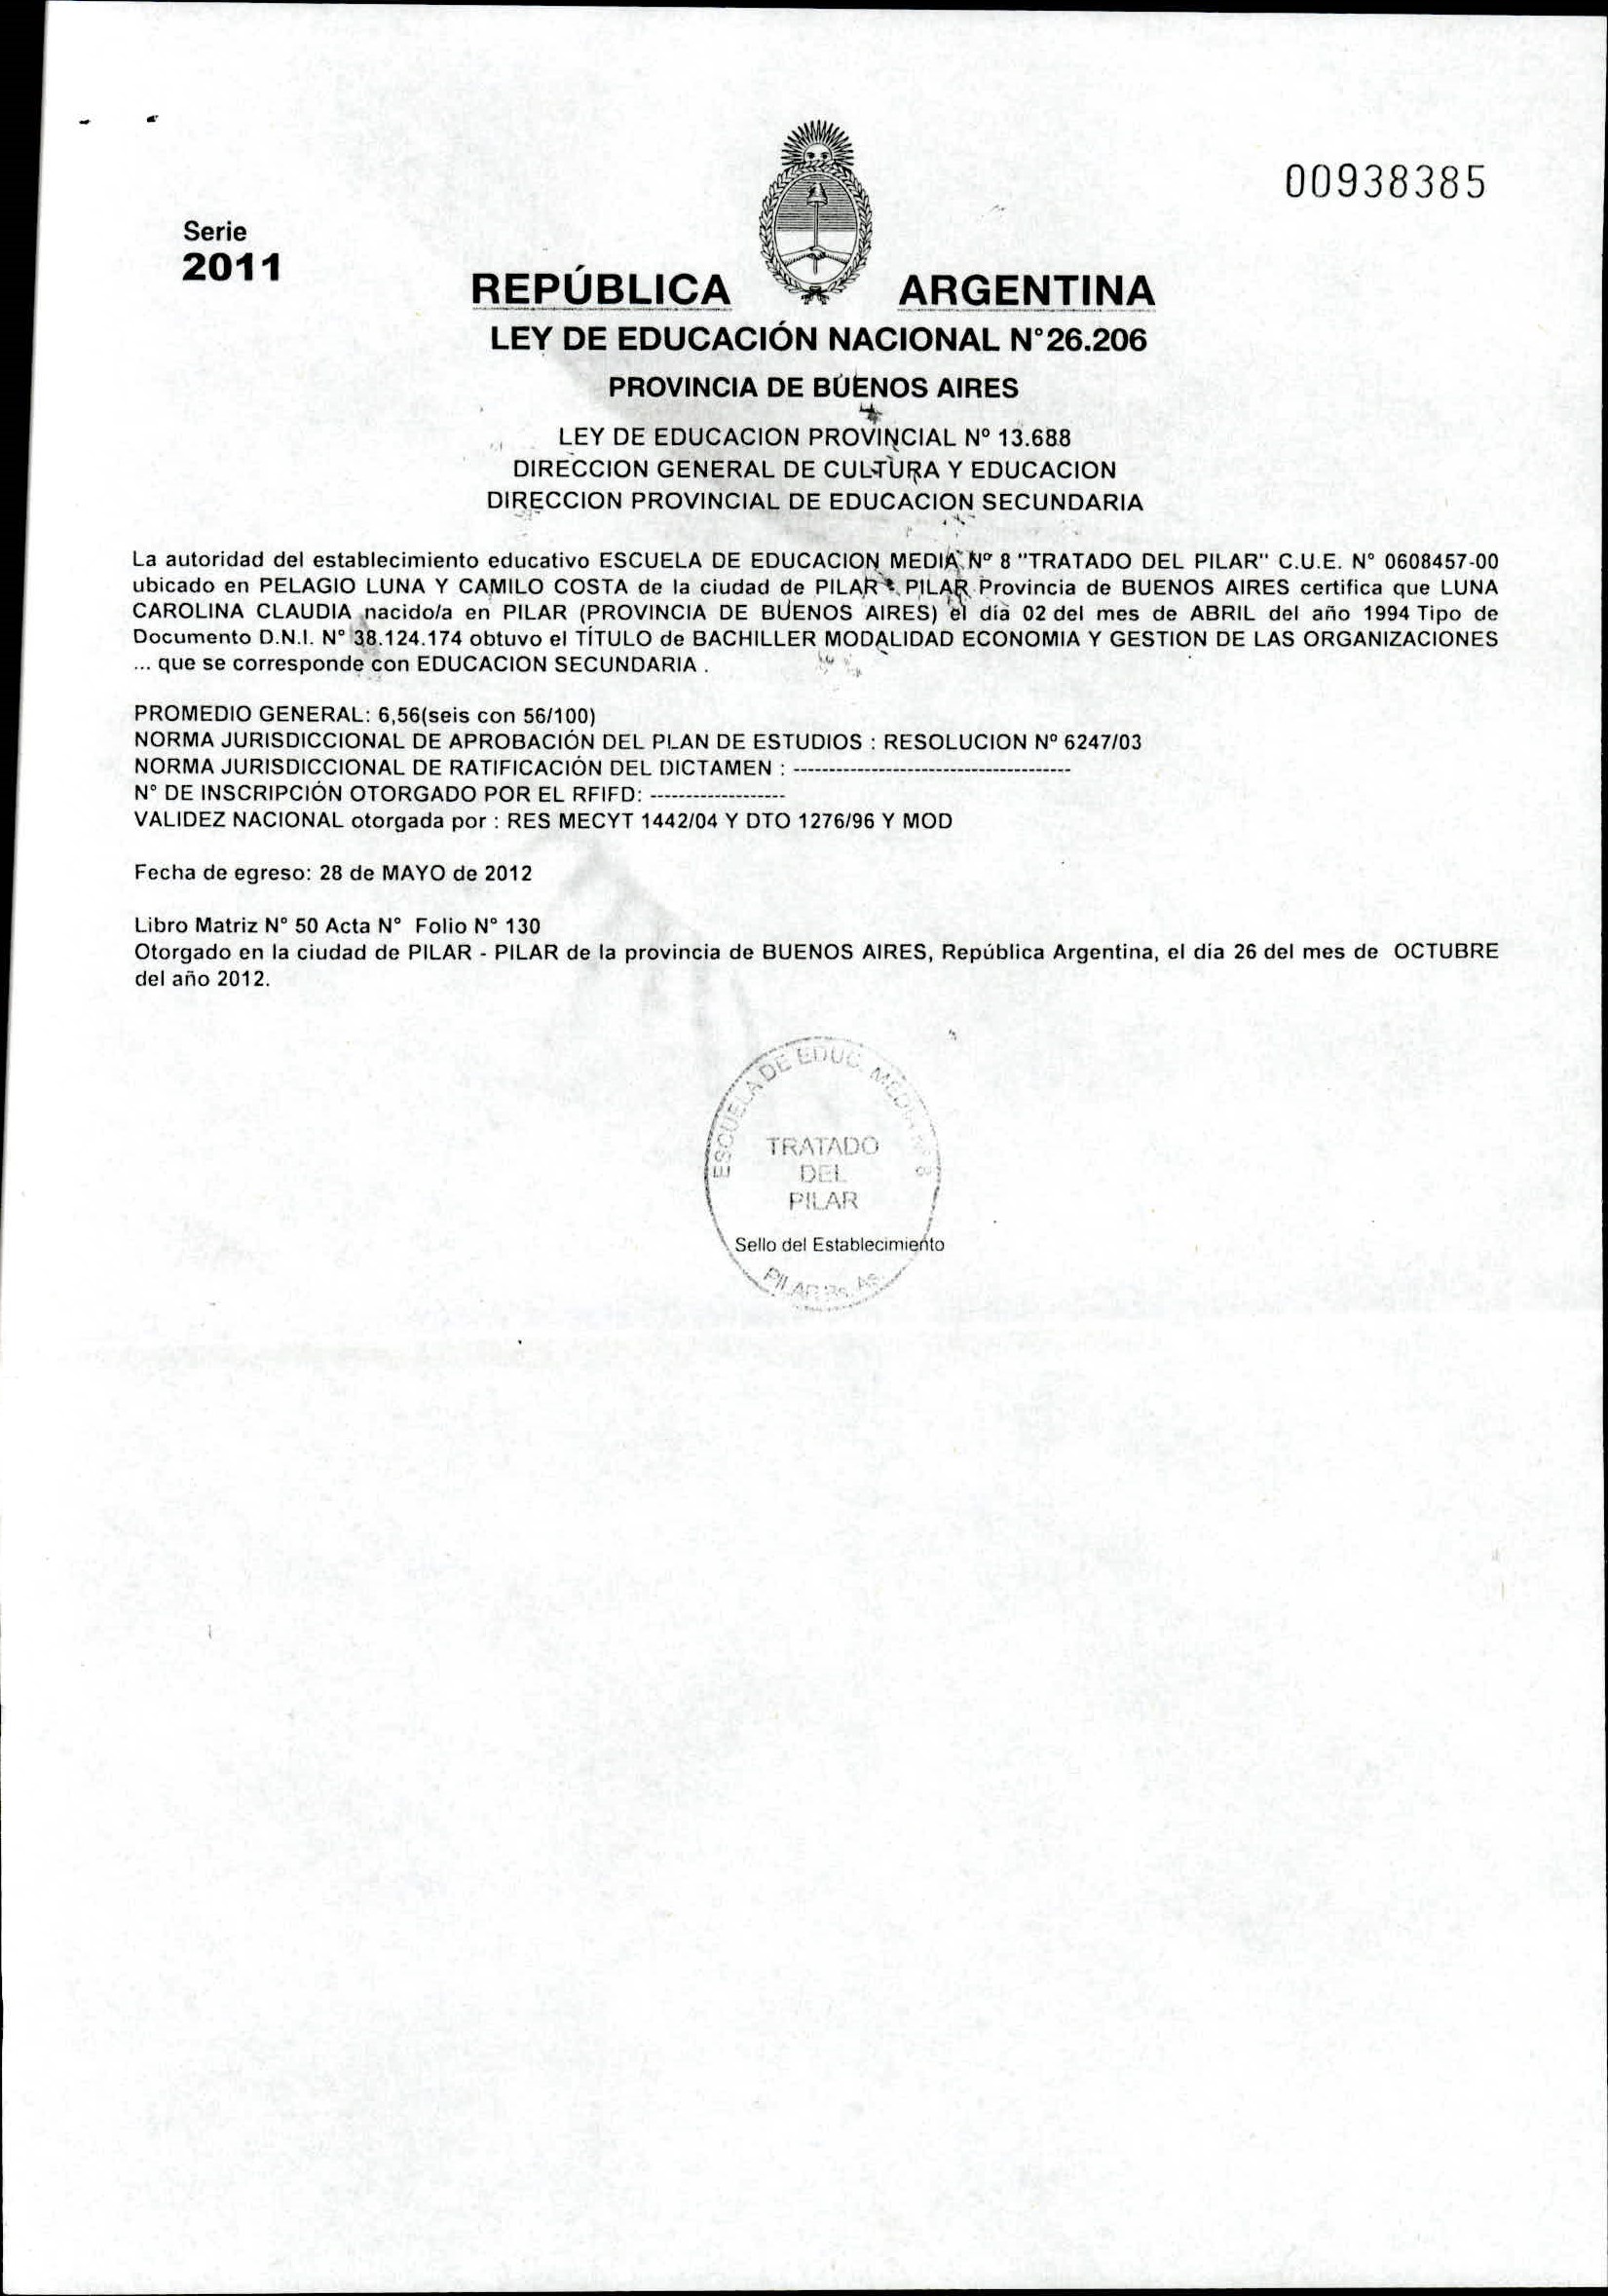 00938385
Serie
2011
REPÚBLICA ARGENTINA
LEY DE EDUCACIÓN NACIONAL N°26.206
PROVINCIA DE BUENOS AIRES
LEY DE EDUCACION PROVINCIAL Nº 13.688
DIRECCION GENERAL DE CULTURA Y EDUCACION
DIRECCION PROVINCIAL DE EDUCACION SECUNDARIA
La autoridad del establecimiento educativo ESCUELA DE EDUCACION MEDIA Nº 8 "TRATADO DEL PILAR" C.U.E. N° 0608457-00
ubicado en PELAGIO LUNA Y CAMILO COSTA de la ciudad de PILAR - PILAR Provincia de BUENOS AIRES certifica que LUNA
CAROLINA CLAUDIA nacido/a en PILAR (PROVINCIA DE BUENOS AIRES) el día 02 del mes de ABRIL del año 1994 Tipo de
Documento D.N.I. N° 38.124.174 obtuvo el TÍTULO de BACHILLER MODALIDAD ECONOMIA Y GESTION DE LAS ORGANIZACIONES
... que se corresponde con EDUCACION SECUNDARIA .
PROMEDIO GENERAL: 6,56(seis con 56/100)
NORMA JURISDICCIONAL DE APROBACIÓN DEL PLAN DE ESTUDIOS : RESOLUCION Nº 6247/03
NORMA JURISDICCIONAL DE RATIFICACIÓN DEL DICTAMEN : ---------------------------------------
N° DE INSCRIPCIÓN OTORGADO POR EL RFIFD: -------------------
VALIDEZ NACIONAL otorgada por : RES MECYT 1442/04 Y DTO 1276/96 Y MOD
Fecha de egreso: 28 de MAYO de 2012
Libro Matriz N° 50 Acta N° Folio N° 130
Otorgado en la ciudad de PILAR - PILAR de la provincia de BUENOS AIRES, República Argentina, el día 26 del mes de OCTUBRE
del año 2012.
ESCUELA DE EDUC. MEDIA Nº 8
TRATADO
DEL
PILAR
Sello del Establecimiento
PILAR Bs. As.